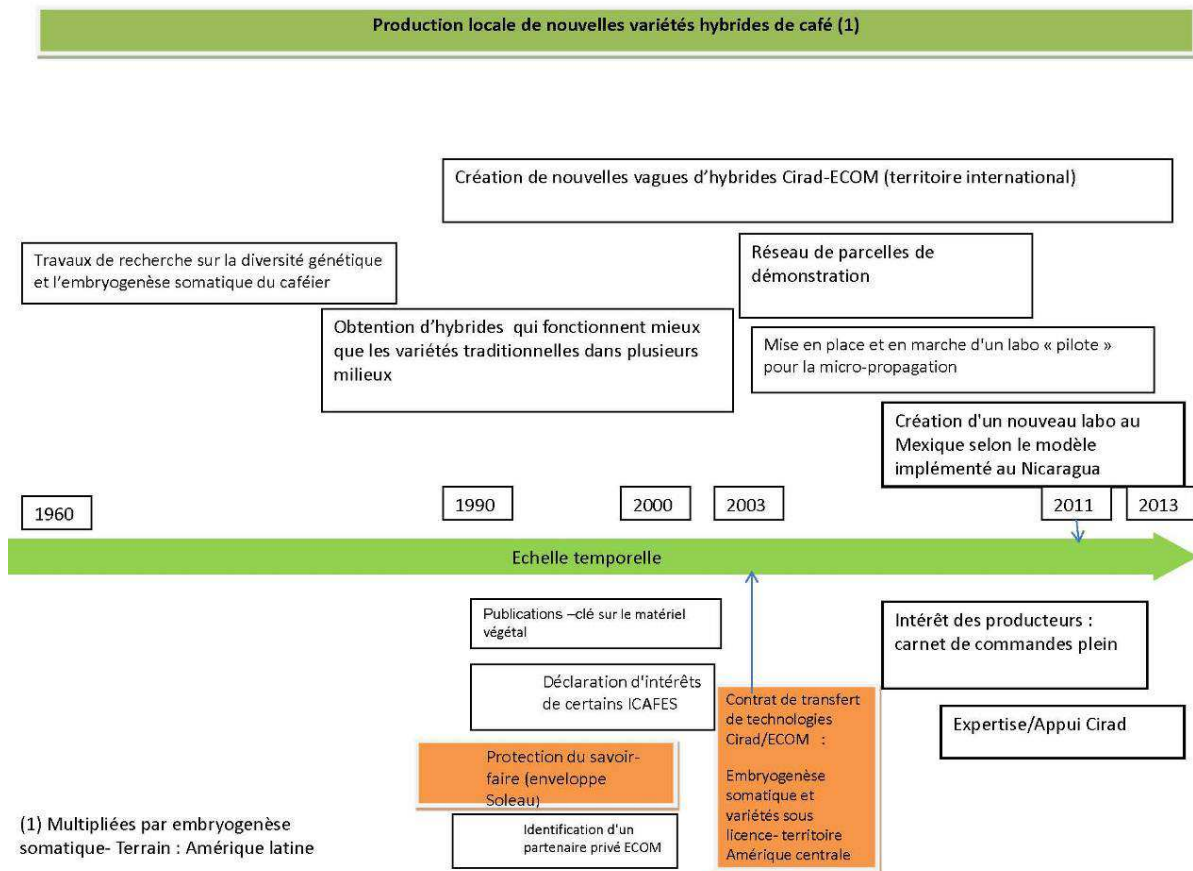 Production locale de nouvelles variétés hybrides de café (1)
Création de nouvelles vagues d’hybrides Cirad-ECOM (territoire international)
Travaux de recherche sur la diversité génétique
et l’embryogenèse somatique du caféier
Réseau de parcelles de
démonstration
Obtention d’hybrides qui fonctionnent mieux
que les variétés traditionnelles dans plusieurs
milieux
Mise en place et en marche d'un labo « pilote »
pour la micro-propagation
Création d'un nouveau labo au
Mexique selon le modèle
implémenté au Nicaragua
1960
1990
2000
2003
2011
2013
Echelle temporelle
Publications –clé sur le matériel
végétal
Déclaration d'intérêts
de certains ICAFES
Protection du savoir-
faire (enveloppe
Soleau)
Identification d'un
partenaire privé ECOM
Contrat de transfert
de technologies
Cirad/ECOM :
Embryogenèse
somatique et
variétés sous
licence- territoire
Amérique centrale
Intérêt des producteurs :
carnet de commandes plein
Expertise/Appui Cirad
(1) Multipliées par embryogenèse
somatique- Terrain : Amérique latine